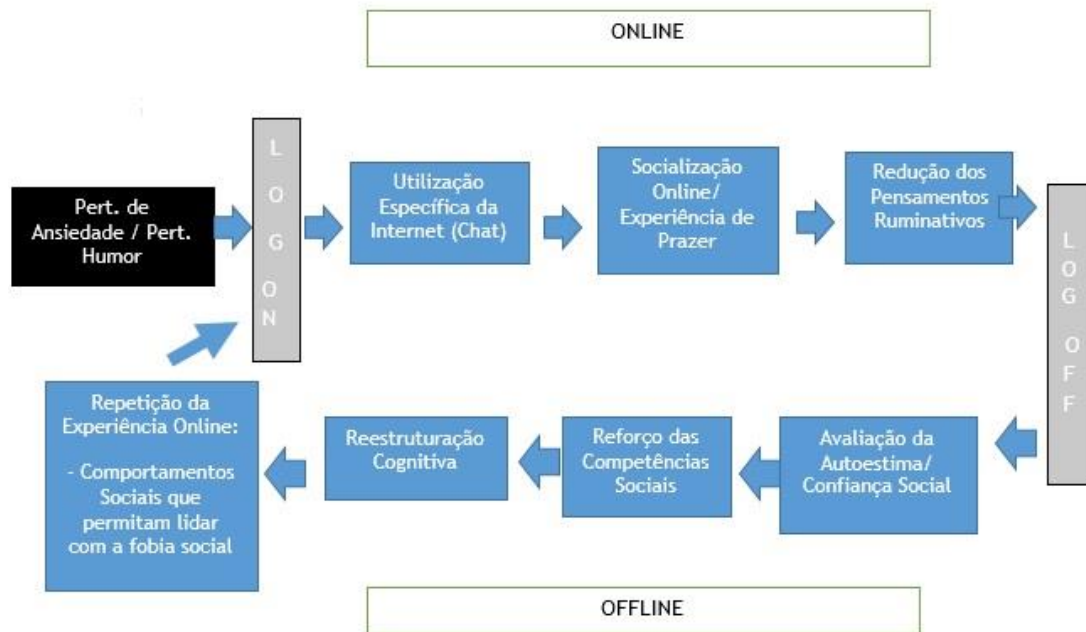 ONLINE
Pert. de
Ansiedade / Pert.
Humor
L
O
G
ON
Utilização
Específica da
Internet (Chat)
Socialização
Online/
Experiência de
Prazer
Redução dos
Pensamentos
Ruminativos
L
O
G
O
F
F
Repetição da
Experiência Online:
- Comportamentos
Sociais que
permitam lidar
com a fobia social
Reestruturação
Cognitiva
Reforço das
Competências
Sociais
Avaliação da
Autoestima/
Confiança Social
OFFLINE